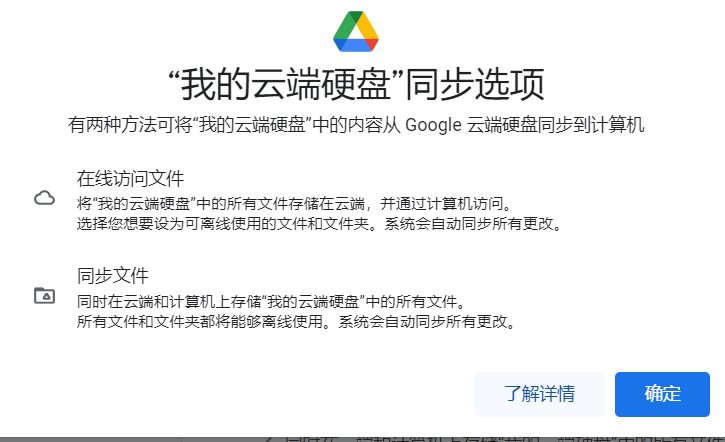 “我的云端硬盘”同步选项
有两种方法可将“我的云端硬盘”中的内容从 Google 云端硬盘同步到计算机
在线访问文件
将“我的云端硬盘”中的所有文件存储在云端，并通过计算机访问。
选择您想要设为可离线使用的文件和文件夹。系统会自动同步所有更改。
同步文件
同时在云端和计算机上存储“我的云端硬盘”中的所有文件。
所有文件和文件夹都将能够离线使用。系统会自动同步所有更改。
了解详情
确定